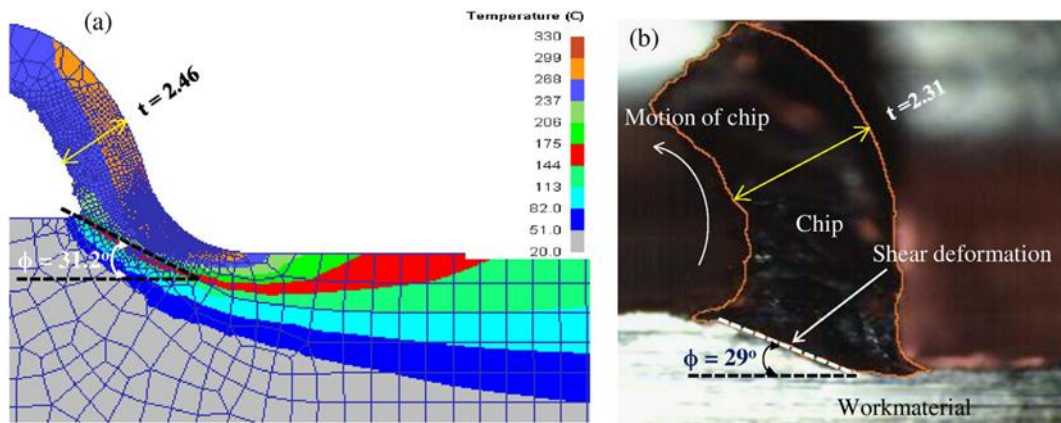 (a)
Temperature (C)
330
299
268
237
206
175
144
113
82.0
51.0
20.0
t = 2.46
ϕ = 31.2º
(b)
t=2.31
Motion of chip
Chip
Shear deformation
ϕ = 29º
Workmaterial